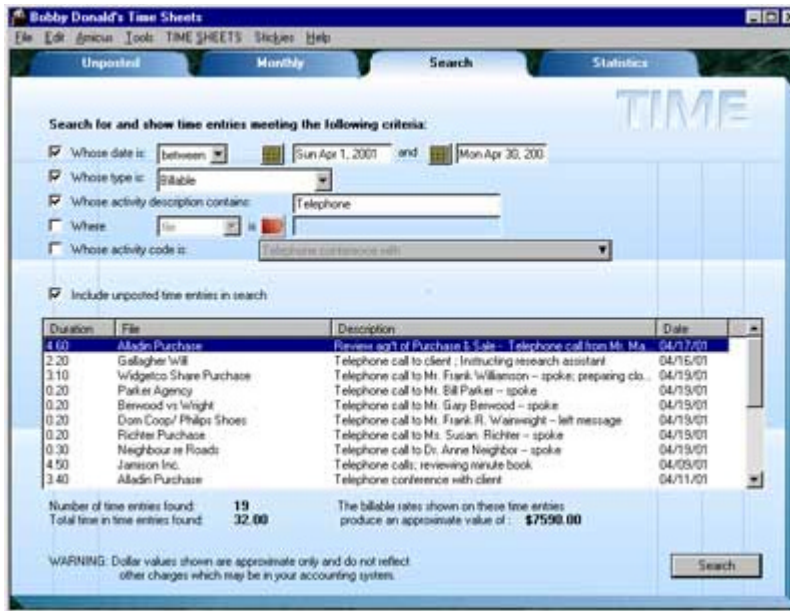 Bobby Donald's Time Sheets
File Edit Amicus Tools TIME SHEETS Stickies Help
Unposted Monthly Search Statistics
TIME
Search for and show time entries meeting the following criteria:
Whose date is: between Sun Apr 1, 2001 and Mon Apr 30, 200
Whose type is: Billable
Whose activity description contains: Telephone
Where file is
Whose activity code is: Telephone conference with
Include unposted time entries in search
Duration File Description Date
4.60 Alladin Purchase Review ag't of Purchase & Sale - Telephone call from Mr. Ma... 04/17/01
2.20 Gallagher Will Telephone call to client ; Instructing research assistant 04/16/01
3.10 Widgetco Share Purchase Telephone call to Mr. Frank Williamson -- spoke; preparing clo... 04/19/01
0.20 Parker Agency Telephone call to Mr. Bill Parker -- spoke 04/19/01
0.20 Berwood vs Wright Telephone call to Mr. Gary Berwood -- spoke 04/19/01
0.20 Dom Coop/ Philips Shoes Telephone call to Mr. Frank R. Wainwright -- left message 04/19/01
0.20 Richter Purchase Telephone call to Ms. Susan. Richter -- spoke 04/19/01
0.30 Neighbour re Roads Telephone call to Dr. Anne Neighbor -- spoke 04/19/01
4.50 Jamison Inc. Telephone calls; reviewing minute book 04/09/01
3.40 Alladin Purchase Telephone conference with client 04/11/01
Number of time entries found: 19 The billable rates shown on these time entries
Total time in time entries found: 32.00 produce an approximate value of : $7590.00
WARNING: Dollar values shown are approximate only and do not reflect
other charges which may be in your accounting system.
Search